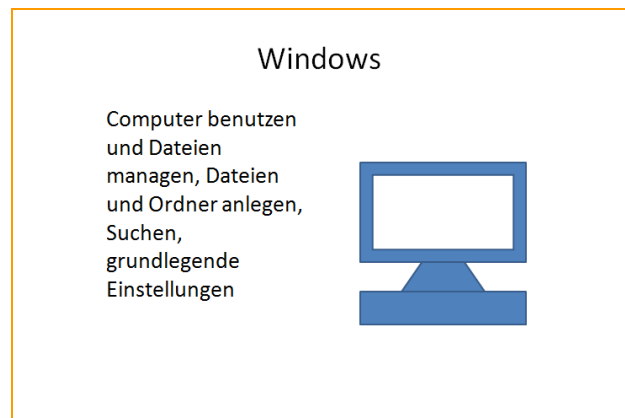 Windows
Computer benutzen
und Dateien
managen, Dateien
und Ordner anlegen,
Suchen,
grundlegende
Einstellungen